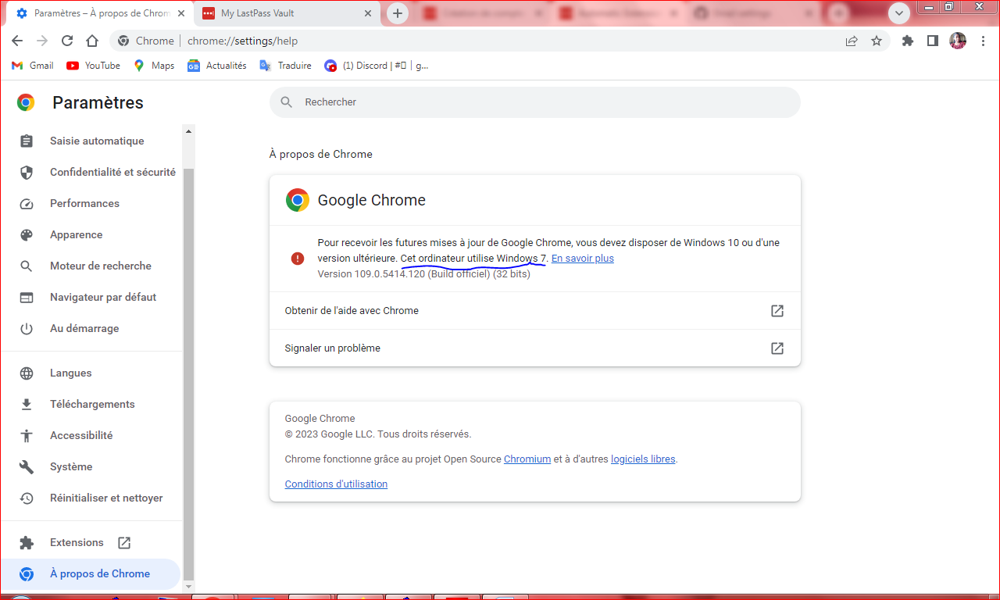 Paramètres – À propos de Chrom
My LastPass Vault
Chrome
chrome://settings/help
Gmail
YouTube
Maps
Actualités
Traduire
(1) Discord | #▯ | g...
Paramètres
Rechercher
Saisie automatique
Confidentialité et sécurité
Performances
Apparence
Moteur de recherche
Navigateur par défaut
Au démarrage
Langues
Téléchargements
Accessibilité
Système
Réinitialiser et nettoyer
Extensions
À propos de Chrome
À propos de Chrome
Google Chrome
Pour recevoir les futures mises à jour de Google Chrome, vous devez disposer de Windows 10 ou d'une
version ultérieure. Cet ordinateur utilise Windows 7. En savoir plus
Version 109.0.5414.120 (Build officiel) (32 bits)
Obtenir de l'aide avec Chrome
Signaler un problème
Google Chrome
© 2023 Google LLC. Tous droits réservés.
Chrome fonctionne grâce au projet Open Source Chromium et à d'autres logiciels libres.
Conditions d'utilisation